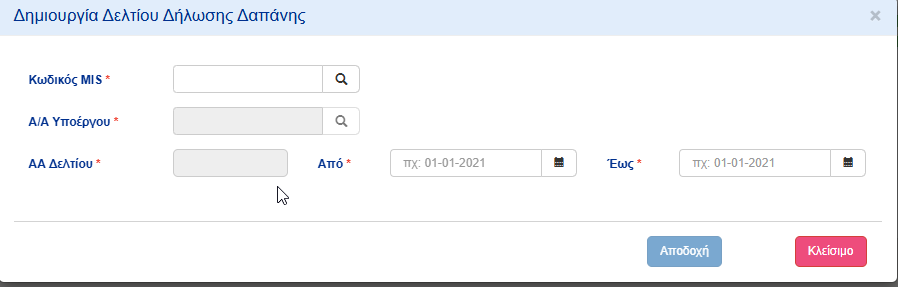 Δημιουργία Δελτίου Δήλωσης Δαπάνης ×
Κωδικός MIS *
Α/Α Υποέργου *
ΑΑ Δελτίου * Από * πχ: 01-01-2021 Έως * πχ: 01-01-2021
Αποδοχή Κλείσιμο